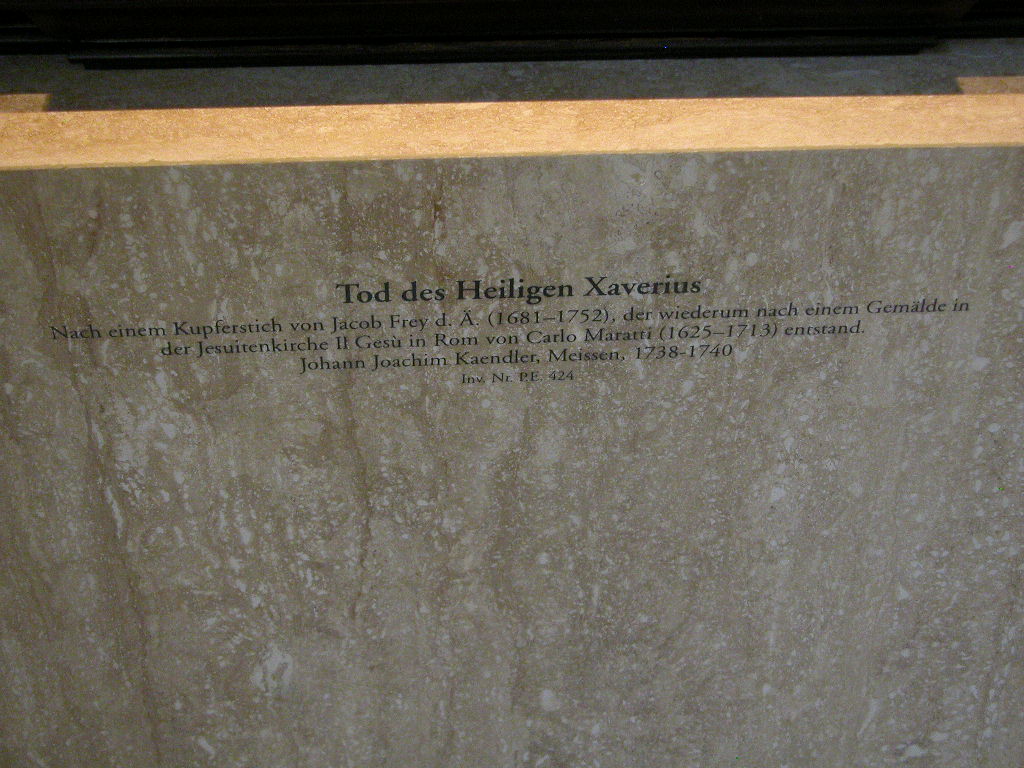 Tod des Heiligen Xaverius
Nach einem Kupferstich von Jacob Frey d. Ä. (1681–1752), der wiederum nach einem Gemälde in
der Jesuitenkirche Il Gesù in Rom von Carlo Maratti (1625–1713) entstand.
Johann Joachim Kaendler, Meissen, 1738-1740
Inv. Nr. P.E. 424